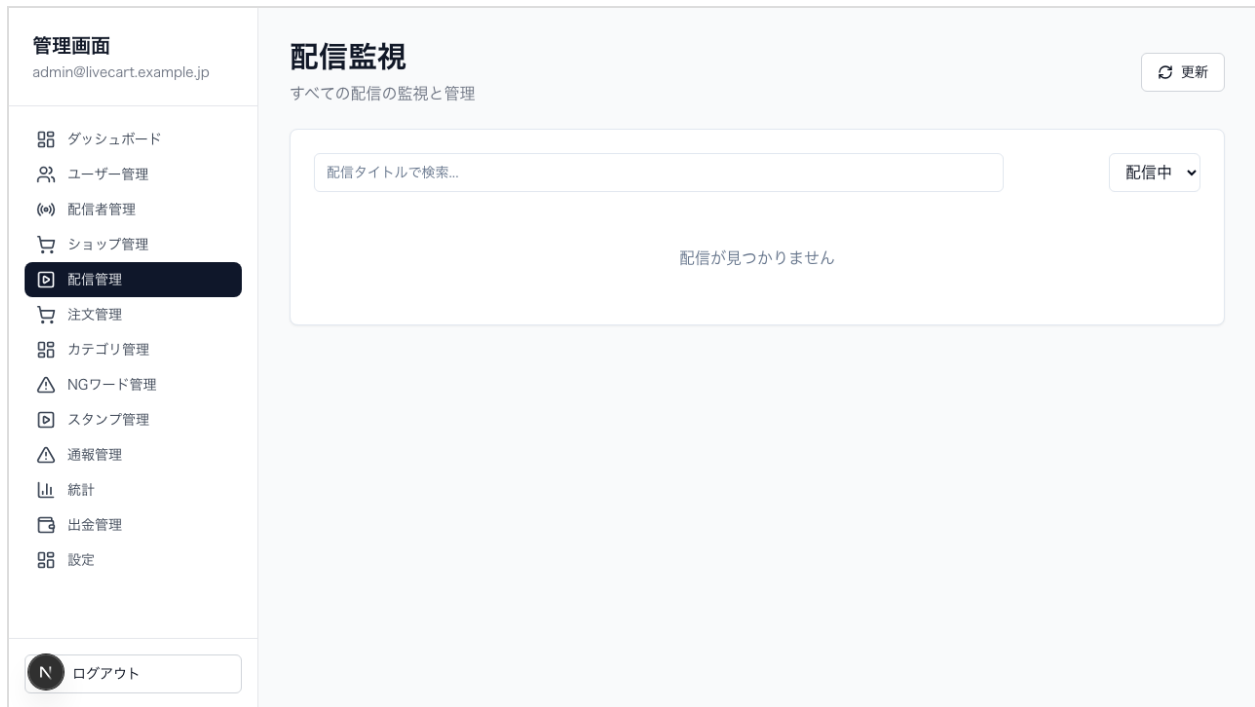 管理画面
admin@livecart.example.jp
ダッシュボード
ユーザー管理
配信者管理
ショップ管理
配信管理
注文管理
カテゴリ管理
NGワード管理
スタンプ管理
通報管理
統計
出金管理
設定
N
ログアウト
配信監視
すべての配信の監視と管理
更新
配信タイトルで検索...
配信中
配信が見つかりません